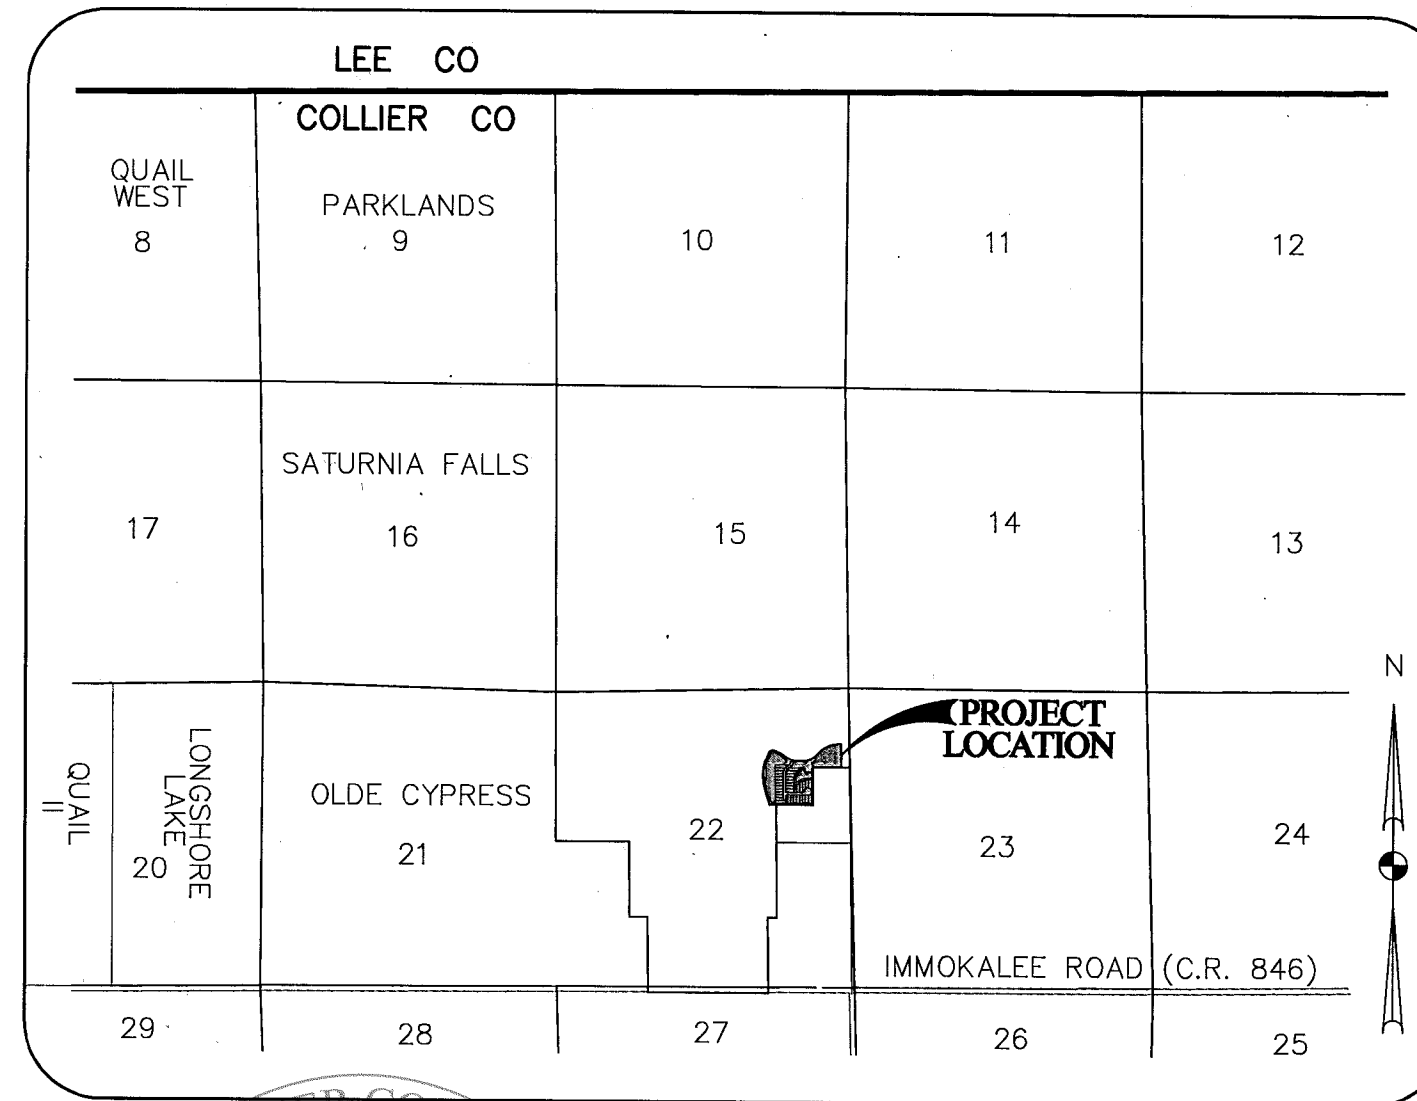 LEE CO
COLLIER CO
QUAIL
WEST
8
PARKLANDS
9
10
11
12
17
SATURNIA FALLS
16
15
14
13
N
(PROJECT
LOCATION
QUAIL
II
LONGSHORE
LAKE
20
OLDE CYPRESS
21
22
23
24
IMMOKALEE ROAD (C.R. 846)
29
28
27
26
25